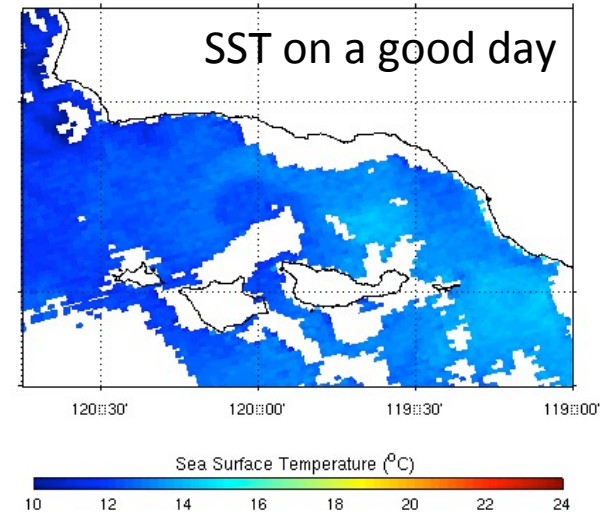 SST on a good day
120 30' 120 00' 119 30' 119 00'
Sea Surface Temperature (°C)
10 12 14 16 18 20 22 24